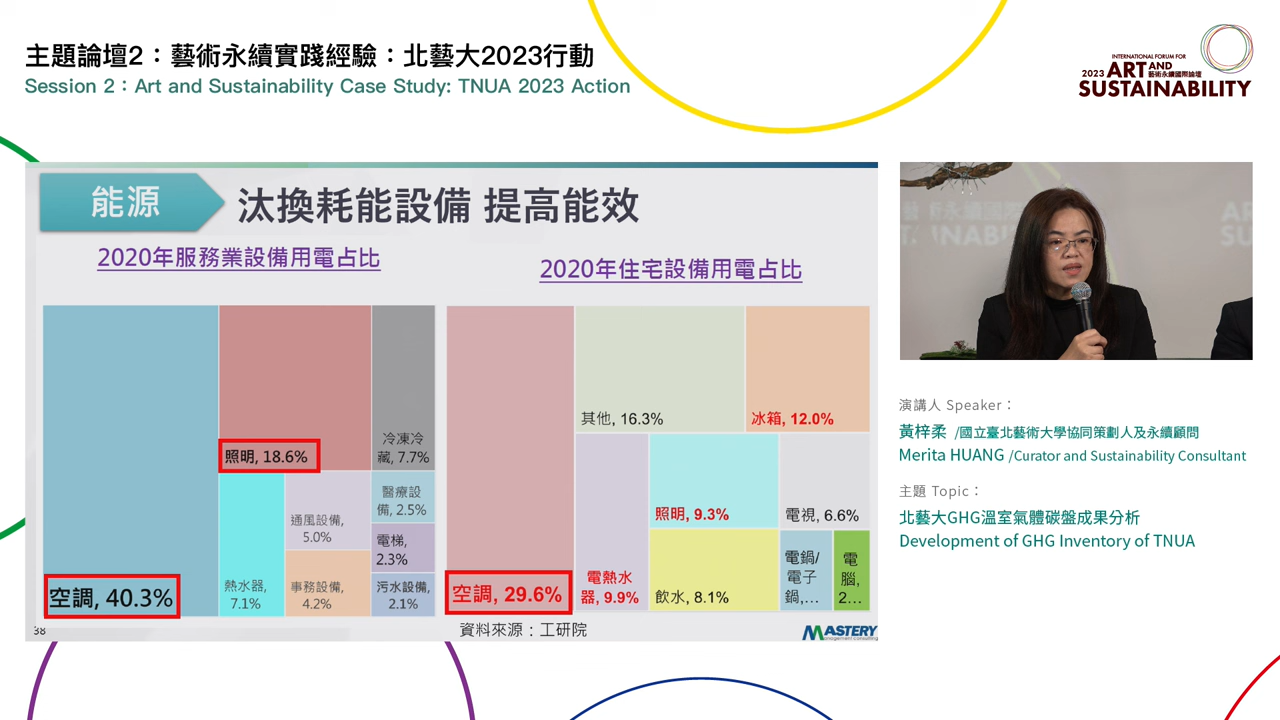 主題論壇2：藝術永續實踐經驗：北藝大2023行動
Session 2：Art and Sustainability Case Study: TNUA 2023 Action
INTERNATIONAL FORUM FOR
2023 ART AND 藝術永續國際論壇
SUSTAINABILITY
能源
汰換耗能設備 提高能效
2020年服務業設備用電占比
空調, 40.3%
照明, 18.6%
冷凍冷
藏, 7.7%
熱水器,
7.1%
通風設備,
5.0%
事務設備,
4.2%
醫療設
備, 2.5%
電梯,
2.3%
污水設備,
2.1%
2020年住宅設備用電占比
空調, 29.6%
其他, 16.3%
冰箱, 12.0%
電熱水
器, 9.9%
照明, 9.3%
飲水, 8.1%
電視, 6.6%
電鍋/
電子
鍋,...
電
腦,
2...
38
資料來源：工研院
MASTERY
演講人 Speaker：
黃梓柔 /國立臺北藝術大學協同策劃人及永續顧問
Merita HUANG /Curator and Sustainability Consultant
主題 Topic：
北藝大GHG溫室氣體碳盤成果分析
Development of GHG Inventory of TNUA